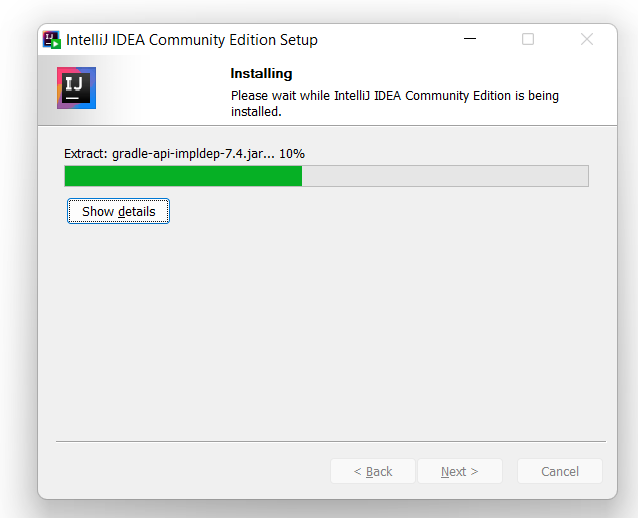 IntelliJ IDEA Community Edition Setup
IJ
Installing
Please wait while IntelliJ IDEA Community Edition is being
installed.
Extract: gradle-api-impldep-7.4.jar... 10%
Show details
< Back
Next >
Cancel